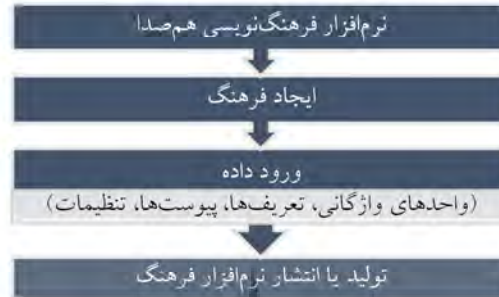 نرم‌افزار فرهنگ‌نویسی هم‌صدا
ایجاد فرهنگ
ورود داده
(واحدهای واژگانی، تعریف‌ها، پیوست‌ها، تنظیمات)
تولید یا انتشار نرم‌افزار فرهنگ